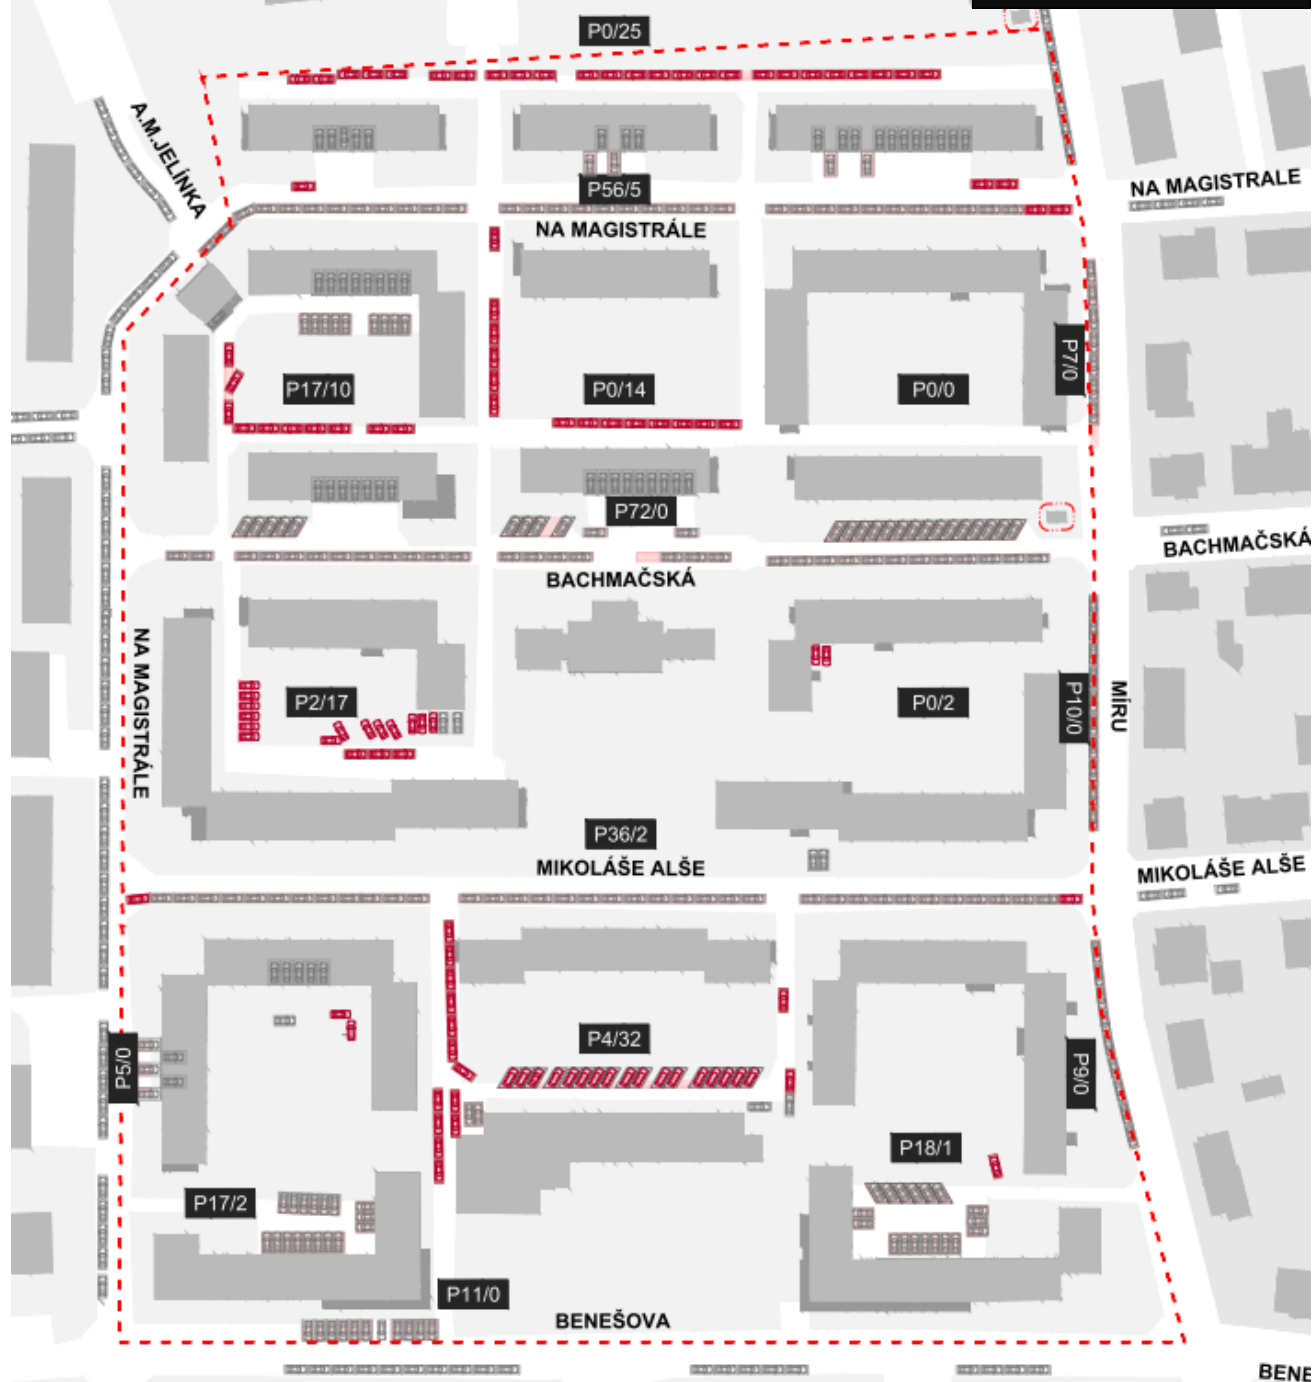 P0/25
A.M.JELÍNKA
NA MAGISTRALE
P56/5
NA MAGISTRÁLE
P7/0
P17/10
P0/14
P0/0
P72/0
BACHMAČSKÁ
BACHMAČSKÁ
NA MAGISTRÁLE
P2/17
P0/2
P10/0
MÍRU
P36/2
MIKOLÁŠE ALŠE
MIKOLÁŠE ALŠE
P4/32
P5/0
P9/0
P18/1
P17/2
P11/0
BENEŠOVA
BENE